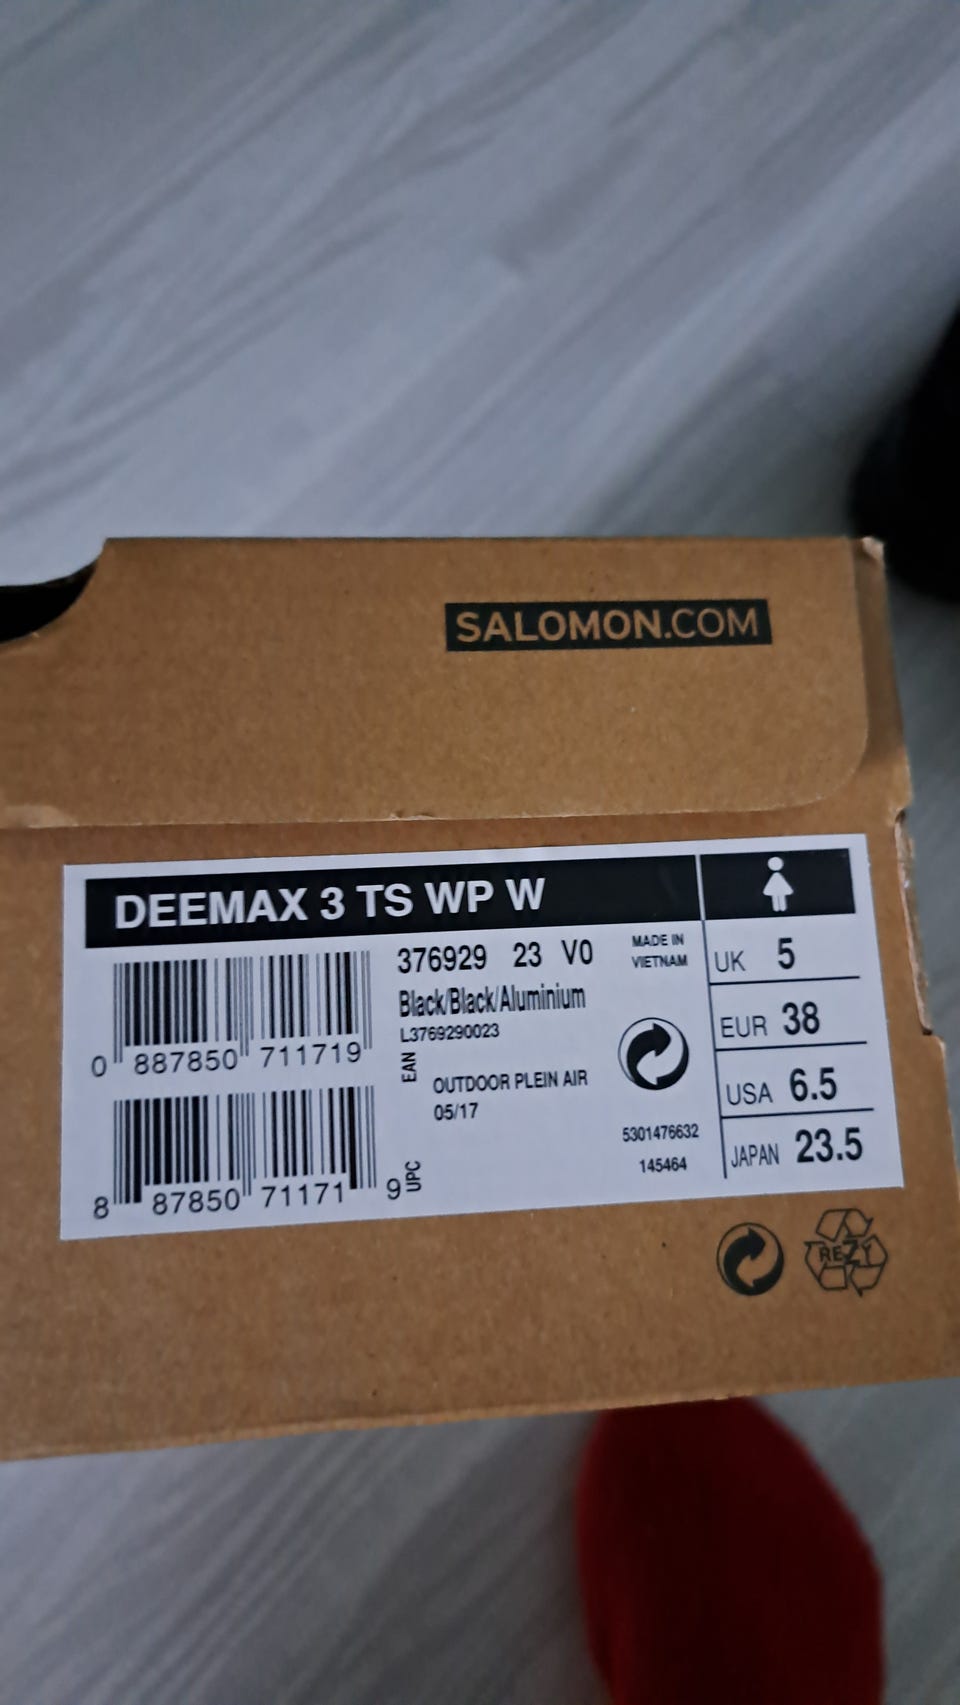 SALOMON.COM
DEEMAX 3 TS WP W
376929 23 V0
Black/Black/Aluminium
L3769290023
MADE IN
VIETNAM
0 887850 711719
EAN
OUTDOOR PLEIN AIR
05/17
8 87850 71171 9
UPC
5301476632
145464
UK 5
EUR 38
USA 6.5
JAPAN 23.5
REZY